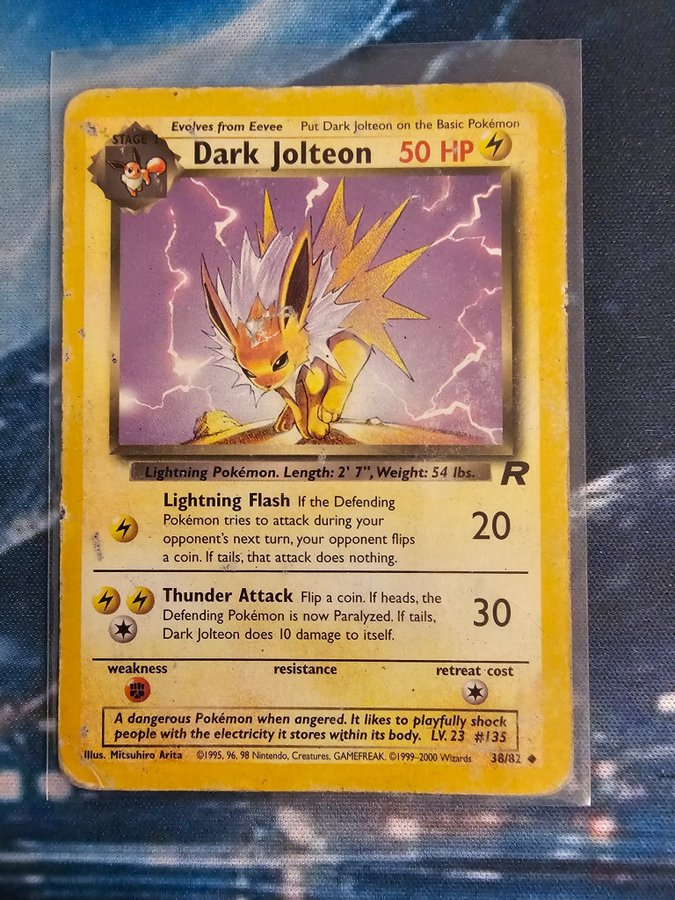 Evolves from Eevee Put Dark Jolteon on the Basic Pokémon
STAGE 1
Dark Jolteon 50 HP
Lightning Pokémon. Length: 2' 7", Weight: 54 lbs.
R
Lightning Flash If the Defending
Pokémon tries to attack during your
opponent's next turn, your opponent flips
a coin. If tails, that attack does nothing.
20
Thunder Attack Flip a coin. If heads, the
Defending Pokémon is now Paralyzed. If tails,
Dark Jolteon does 10 damage to itself.
30
weakness resistance retreat cost
A dangerous Pokémon when angered. It likes to playfully shock
people with the electricity it stores within its body. LV. 23 #135
Illus. Mitsuhiro Arita ©1995, 96, 98 Nintendo, Creatures, GAMEFREAK. ©1999-2000 Wizards. 38/82